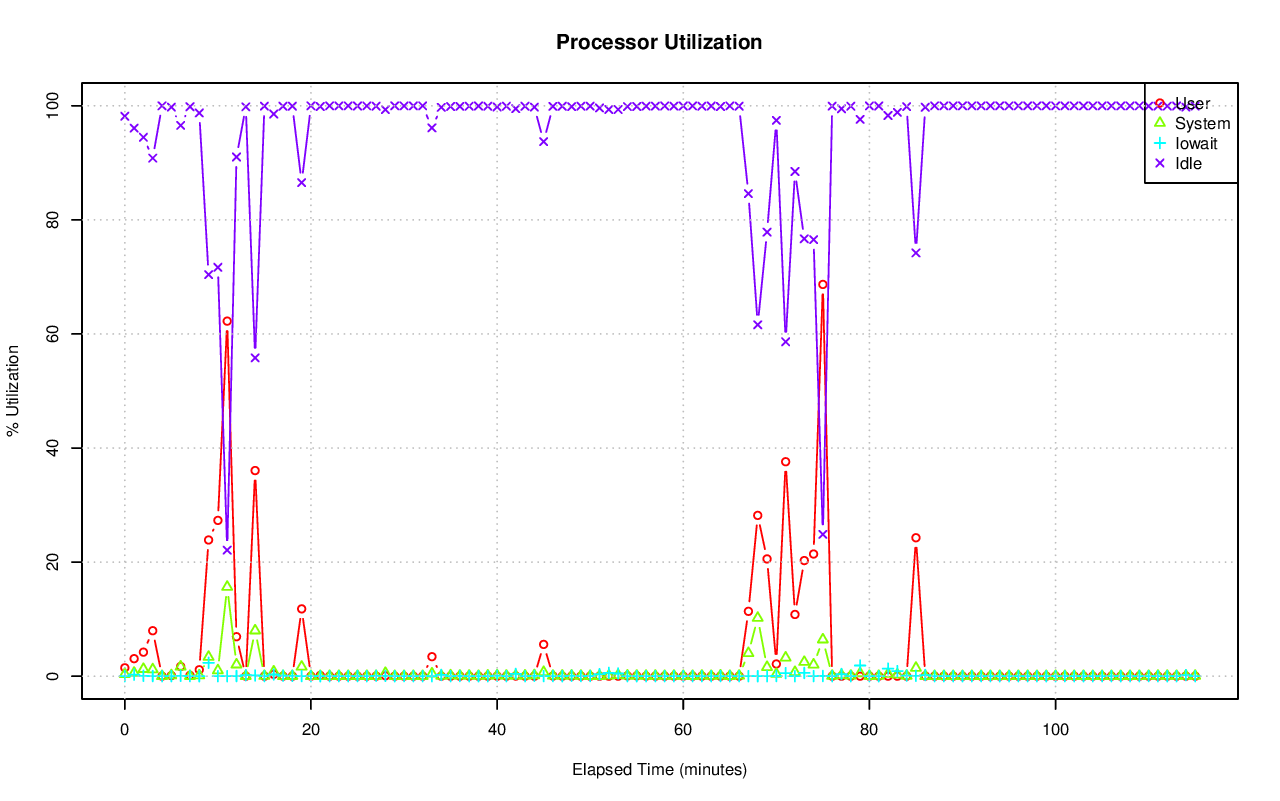 Processor Utilization
% Utilization
100
80
60
40
20
0
User
System
Iowait
Idle
0 20 40 60 80 100
Elapsed Time (minutes)